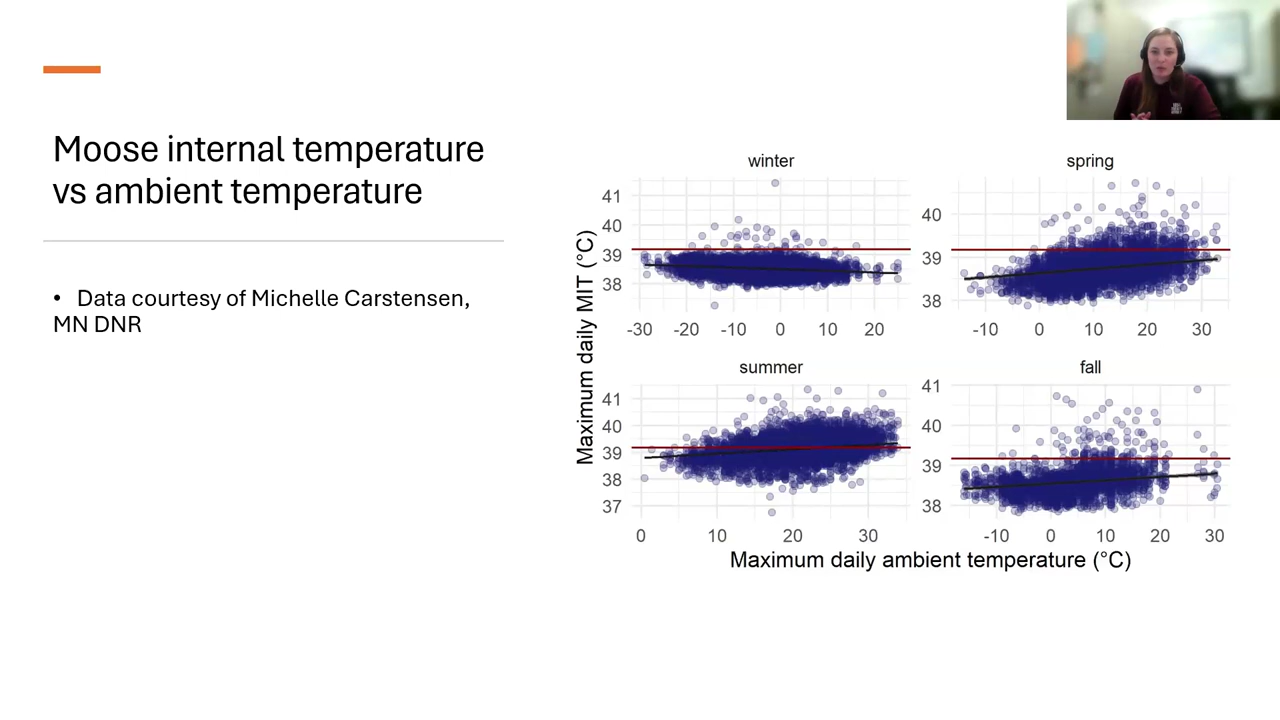 Moose internal temperature
vs ambient temperature
• Data courtesy of Michelle Carstensen,
MN DNR
winter
spring
41
40
39
38
40
39
38
-30 -20 -10 0 10 20
-10 0 10 20 30
summer
fall
41
40
39
38
37
41
40
39
38
0 10 20 30
-10 0 10 20 30
Maximum daily MIT (°C)
Maximum daily ambient temperature (°C)